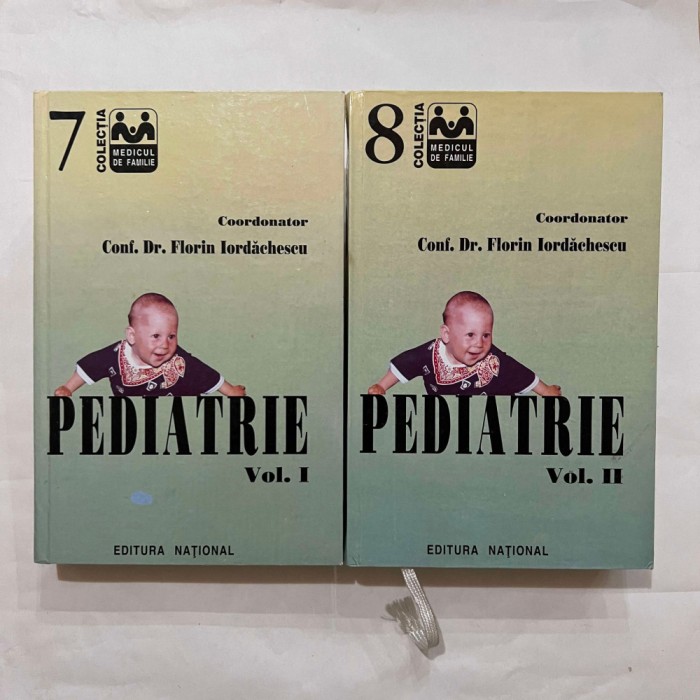 7
COLECȚIA
MEDICUL
DE FAMILIE
Coordonator
Conf. Dr. Florin Iordăchescu
PEDIATRIE
Vol. I
EDITURA NAȚIONAL
8
COLECȚIA
MEDICUL
DE FAMILIE
Coordonator
Conf. Dr. Florin Iordăchescu
PEDIATRIE
Vol. II
EDITURA NAȚIONAL